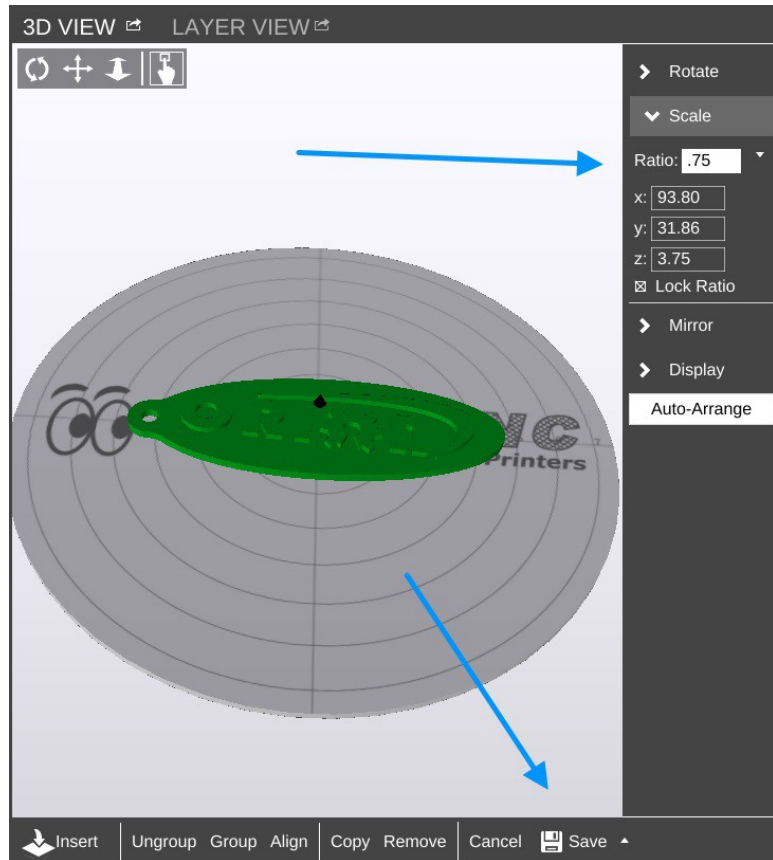 3D VIEW LAYER VIEW
Rotate
Scale
Ratio: .75
x: 93.80
y: 31.86
z: 3.75
Lock Ratio
Mirror
Display
Auto-Arrange
NC
Printers
Insert Ungroup Group Align Copy Remove Cancel Save